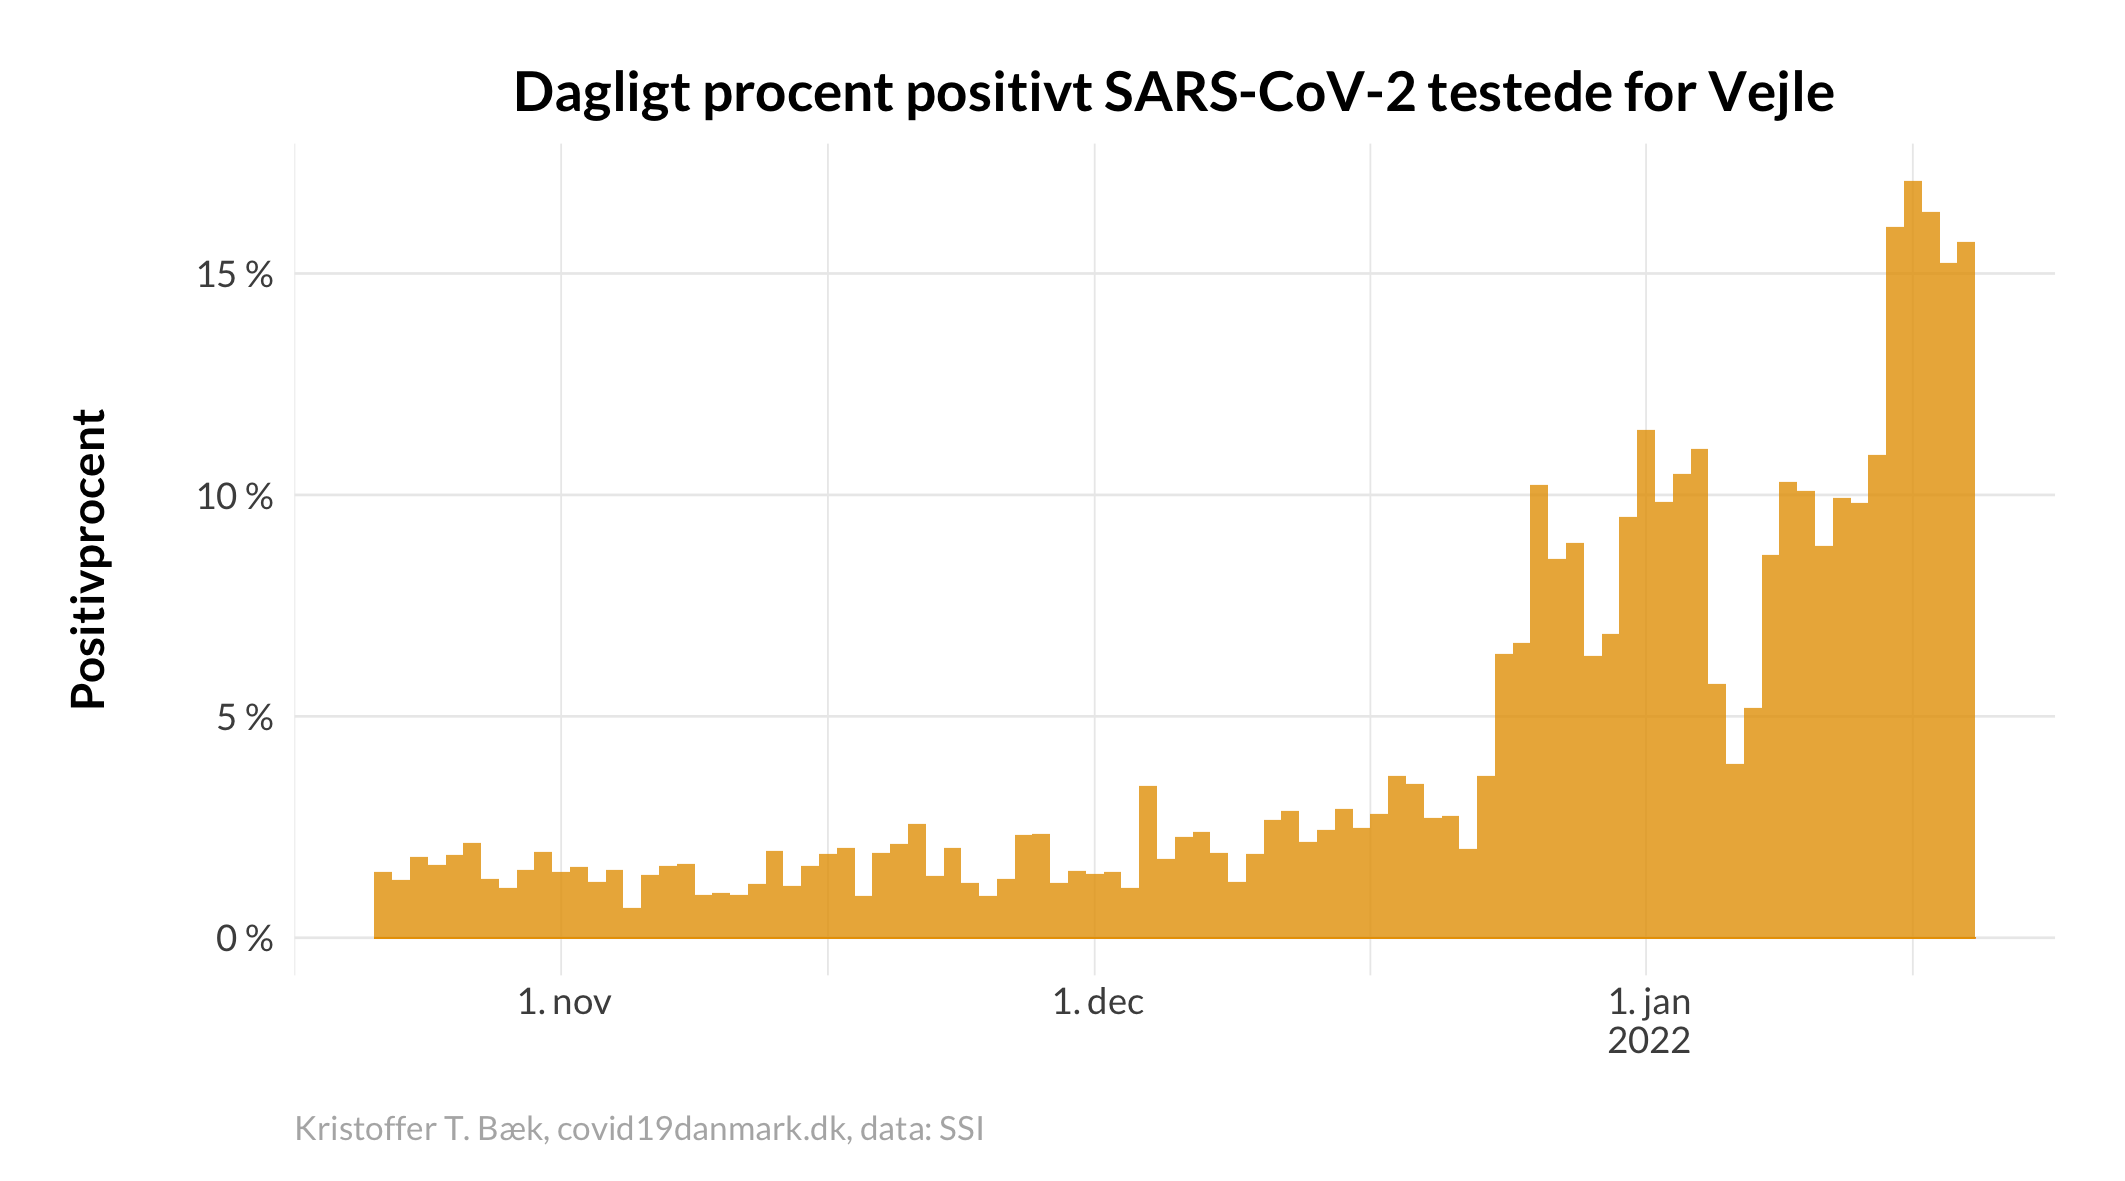 Dagligt procent positivt SARS-CoV-2 testede for Vejle
Positivprocent
15 %
10 %
5 %
0 %
1. nov
1. dec
1. jan
2022
Kristoffer T. Bæk, covid19danmark.dk, data: SSI